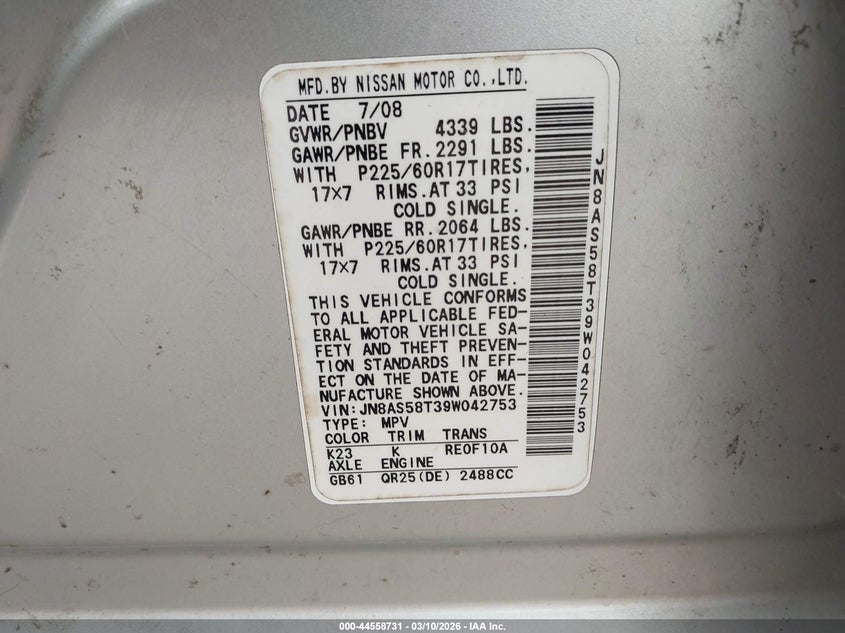 MFD.BY NISSAN MOTOR CO.,LTD.
DATE 7/08
GVWR/PNBV 4339 LBS.
GAWR/PNBE FR.2291 LBS.
WITH P225/60R17TIRES,
17×7 RIMS.AT 33 PSI
COLD SINGLE.
GAWR/PNBE RR.2064 LBS.
WITH P225/60R17TIRES,
17×7 RIMS.AT 33 PSI
COLD SINGLE.
THIS VEHICLE CONFORMS
TO ALL APPLICABLE FED-
ERAL MOTOR VEHICLE SA-
FETY AND THEFT PREVEN-
TION STANDARDS IN EFF-
ECT ON THE DATE OF MA-
NUFACTURE SHOWN ABOVE.
VIN:JN8AS58T39W042753
TYPE: MPV
COLOR TRIM TRANS
K23 K RE0F10A
AXLE ENGINE
GB61 QR25(DE) 2488CC
JN8AS58T39W042753
000-44558731 — 03/10/2026 — IAA Inc.